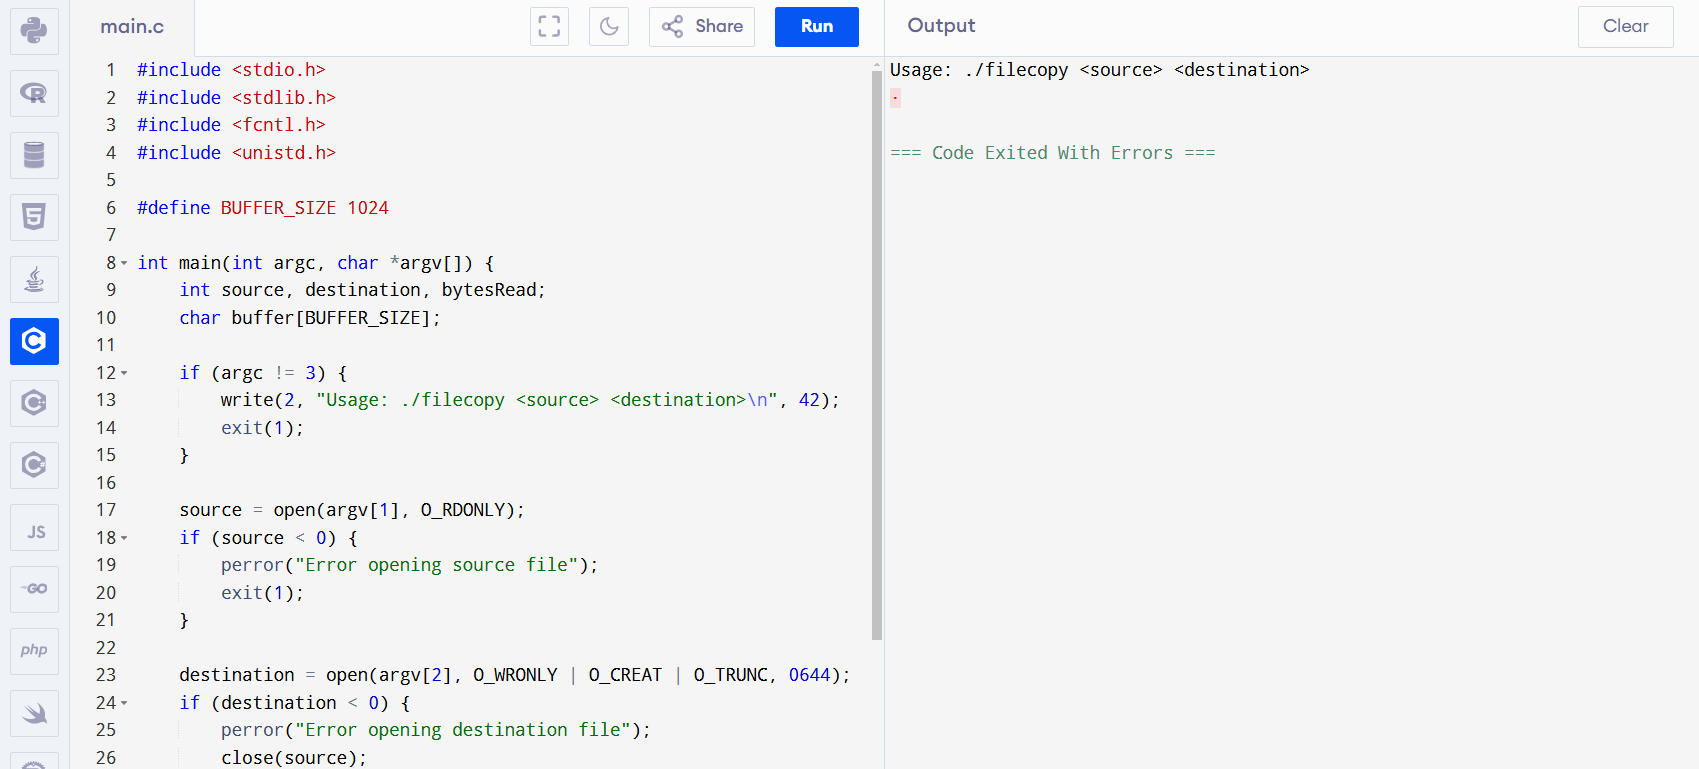 main.c
Share
Run
Output
Clear
1 #include <stdio.h>
2 #include <stdlib.h>
3 #include <fcntl.h>
4 #include <unistd.h>
5
6 #define BUFFER_SIZE 1024
7
8 int main(int argc, char *argv[]) {
9     int source, destination, bytesRead;
10     char buffer[BUFFER_SIZE];
11
12     if (argc != 3) {
13         write(2, "Usage: ./filecopy <source> <destination>\n", 42);
14         exit(1);
15     }
16
17     source = open(argv[1], O_RDONLY);
18     if (source < 0) {
19         perror("Error opening source file");
20         exit(1);
21     }
22
23     destination = open(argv[2], O_WRONLY | O_CREAT | O_TRUNC, 0644);
24     if (destination < 0) {
25         perror("Error opening destination file");
26         close(source);
Usage: ./filecopy <source> <destination>
=== Code Exited With Errors ===
R
5
C
C
C
JS
GO
php